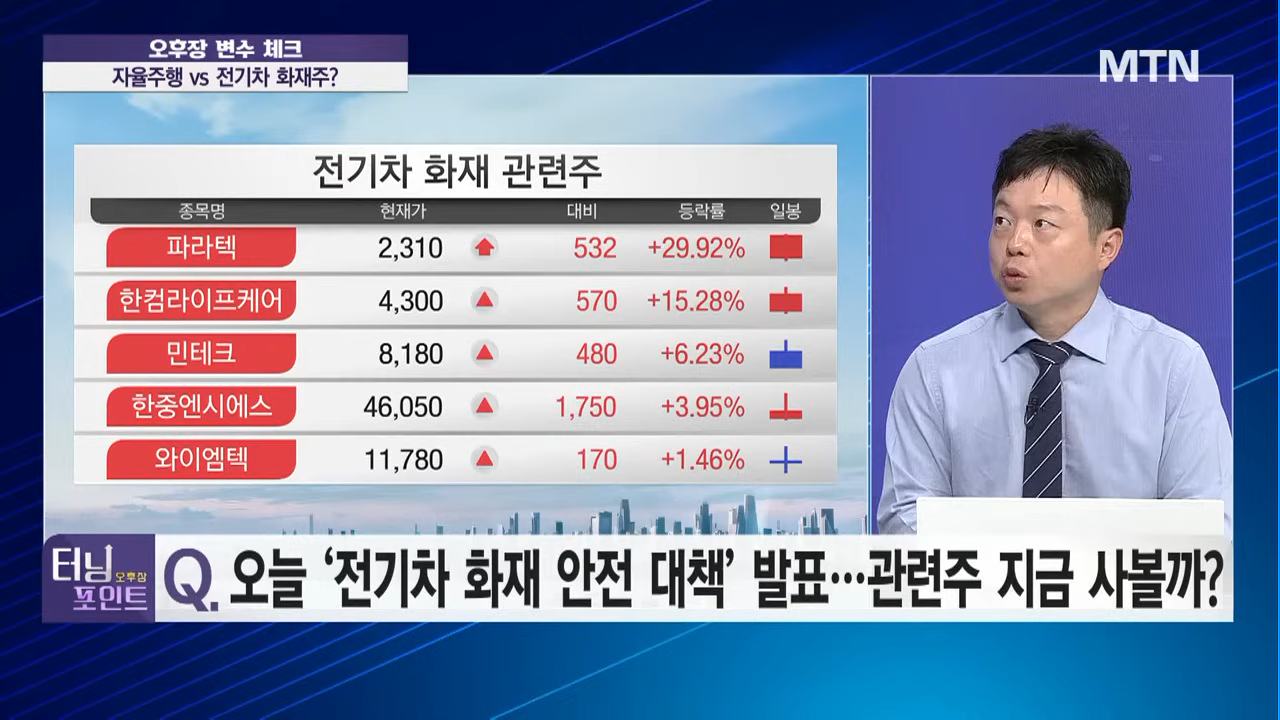 오후장 변수 체크
자율주행 vs 전기차 화재주?
MTN
전기차 화재 관련주
종목명 현재가 대비 등락률 일봉
파라텍 2,310 532 +29.92%
한컴라이프케어 4,300 570 +15.28%
민테크 8,180 480 +6.23%
한중엔시에스 46,050 1,750 +3.95%
와이엠텍 11,780 170 +1.46%
터닝 오후장
포인트
Q. 오늘 ‘전기차 화재 안전 대책’ 발표…관련주 지금 사볼까?